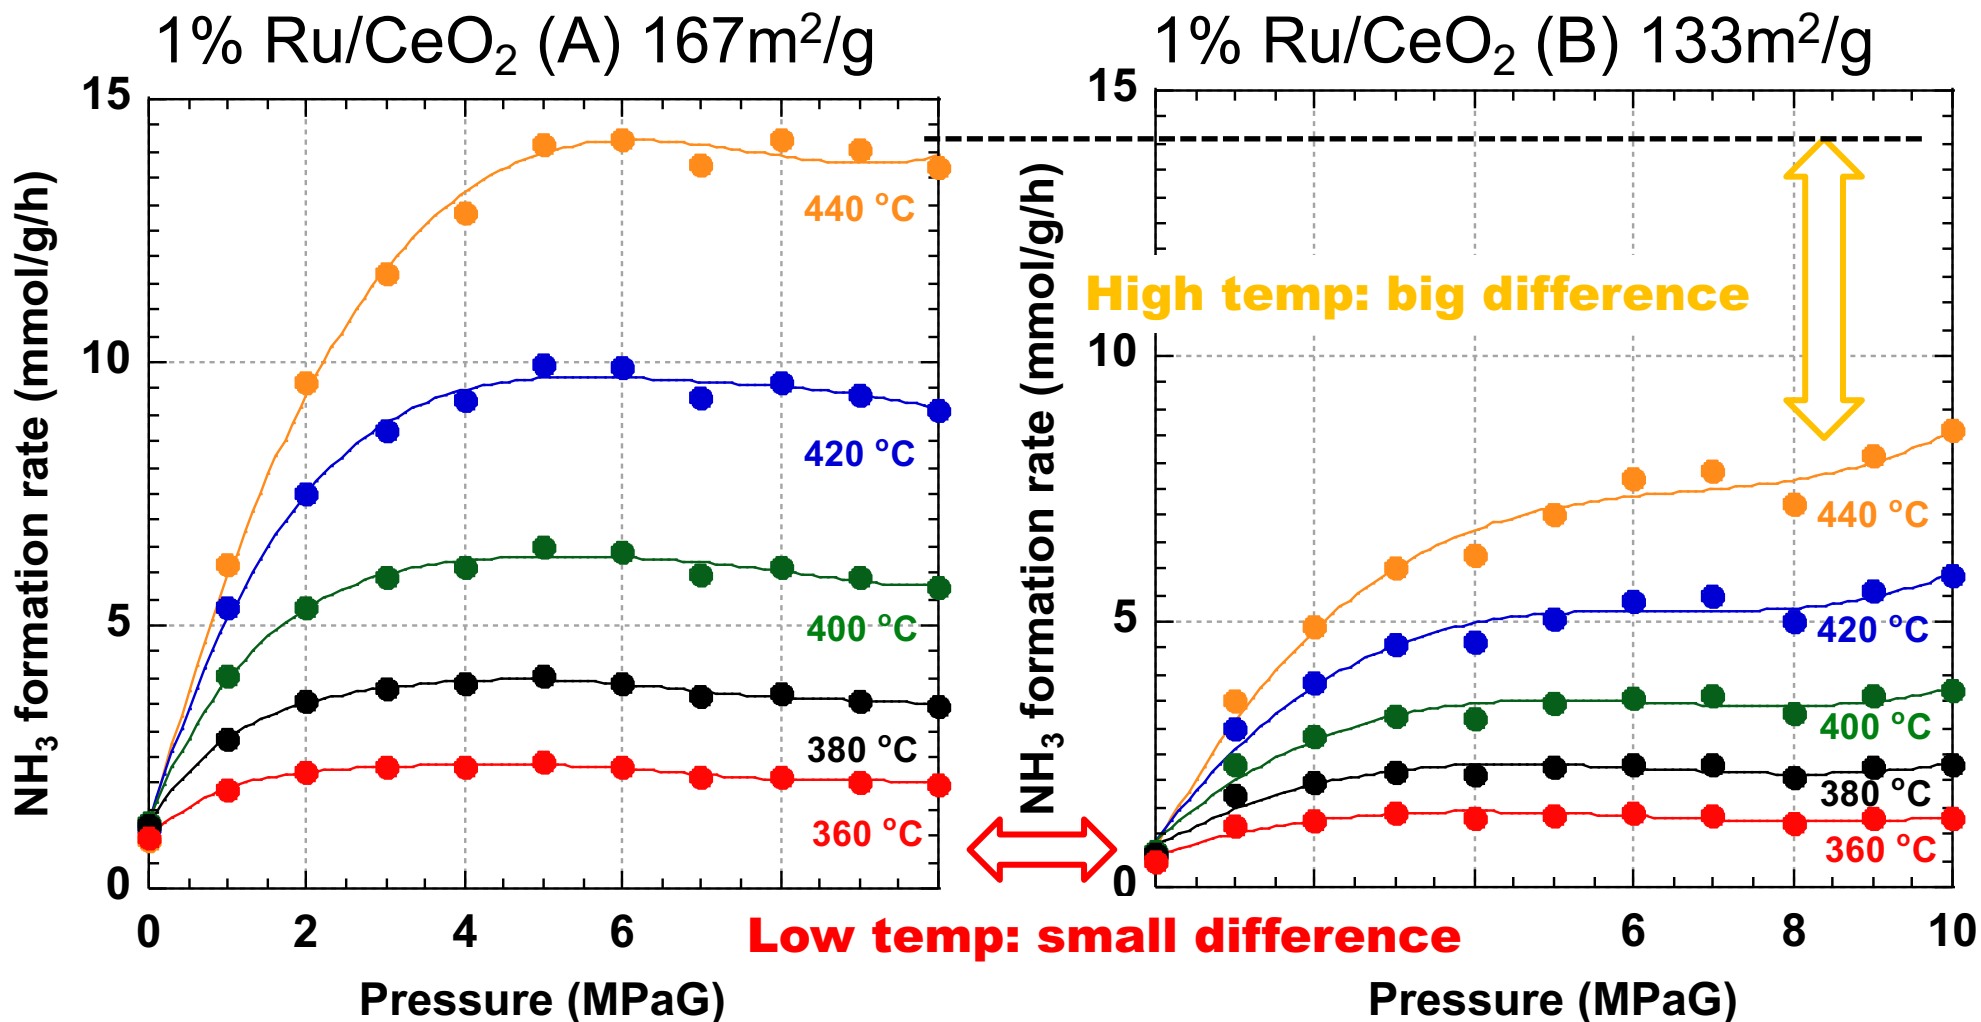 1% Ru/CeO₂ (A) 167m²/g
15
10
5
0
NH₃ formation rate (mmol/g/h)
440 °C
420 °C
400 °C
380 °C
360 °C
0 2 4 6
Pressure (MPaG)
1% Ru/CeO₂ (B) 133m²/g
15
10
5
0
NH₃ formation rate (mmol/g/h)
High temp: big difference
440 °C
420 °C
400 °C
380 °C
360 °C
Low temp: small difference
6 8 10
Pressure (MPaG)